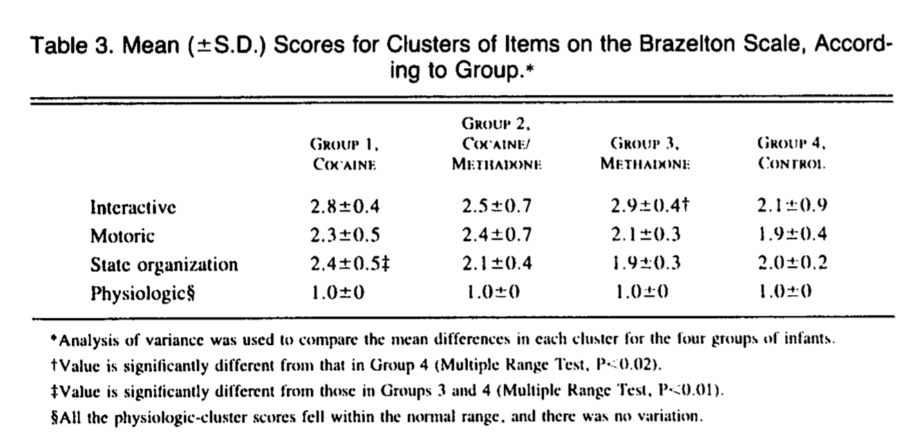 Table 3. Mean (±S.D.) Scores for Clusters of Items on the Brazelton Scale, Accord-
ing to Group.*
GROUP 1, COCAINE GROUP 2, COCAINE/ METHADONE GROUP 3, METHADONE GROUP 4, CONTROL
Interactive 2.8±0.4 2.5±0.7 2.9±0.4† 2.1±0.9
Motoric 2.3±0.5 2.4±0.7 2.1±0.3 1.9±0.4
State organization 2.4±0.5‡ 2.1±0.4 1.9±0.3 2.0±0.2
Physiologic§ 1.0±0 1.0±0 1.0±0 1.0±0
*Analysis of variance was used to compare the mean differences in each cluster for the four groups of infants.
†Value is significantly different from that in Group 4 (Multiple Range Test, P<0.02).
‡Value is significantly different from those in Groups 3 and 4 (Multiple Range Test, P<0.01).
§All the physiologic-cluster scores fell within the normal range, and there was no variation.